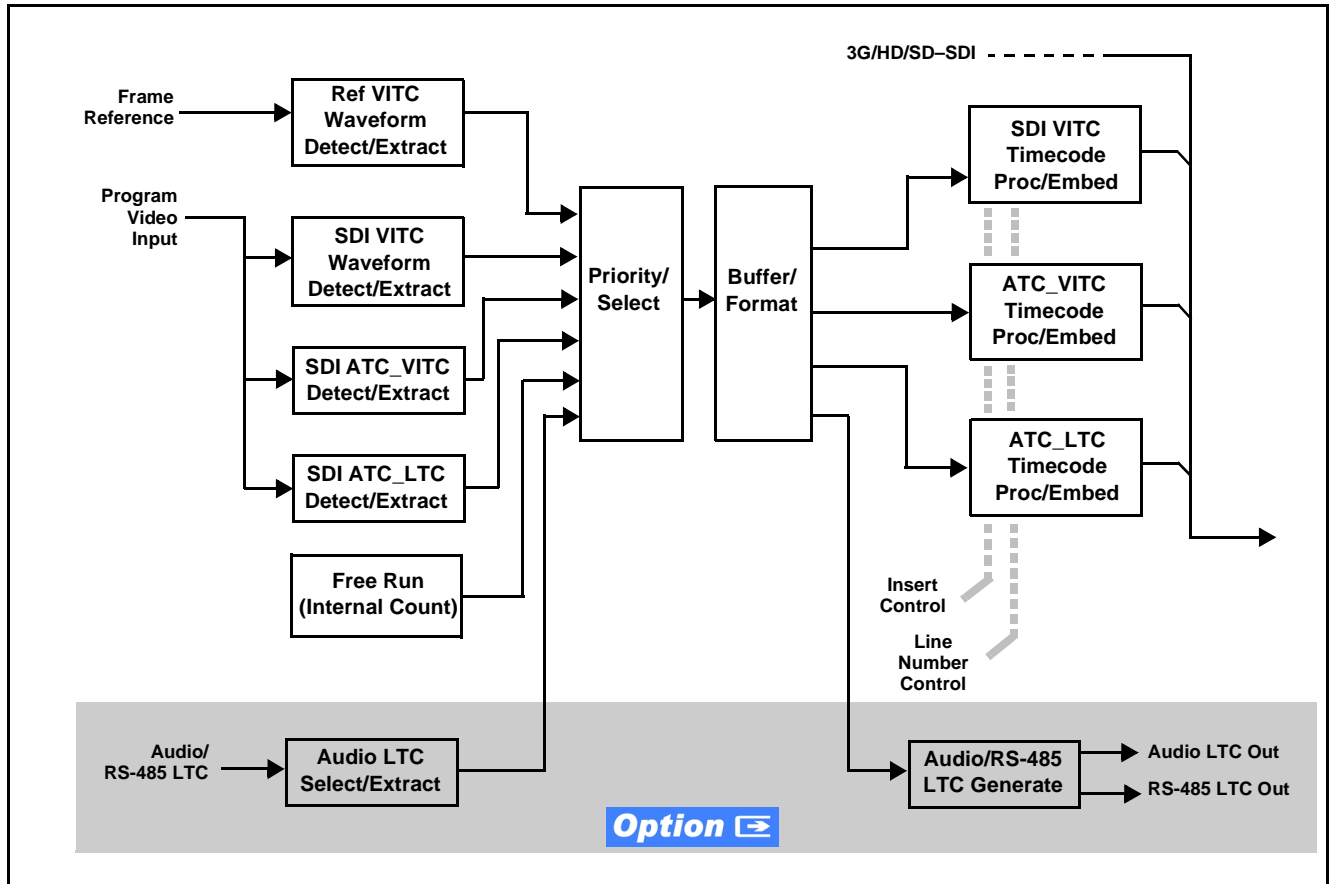 3G/HD/SD–SDI
Frame
Reference
Ref VITC
Waveform
Detect/Extract
SDI VITC
Timecode
Proc/Embed
Program
Video
Input
SDI VITC
Waveform
Detect/Extract
Priority/
Select
Buffer/
Format
ATC_VITC
Timecode
Proc/Embed
SDI ATC_VITC
Detect/Extract
SDI ATC_LTC
Detect/Extract
ATC_LTC
Timecode
Proc/Embed
Free Run
(Internal Count)
Insert
Control
Line
Number
Control
Audio/
RS-485 LTC
Audio LTC
Select/Extract
Audio/RS-485
LTC Generate
Audio LTC Out
RS-485 LTC Out
Option